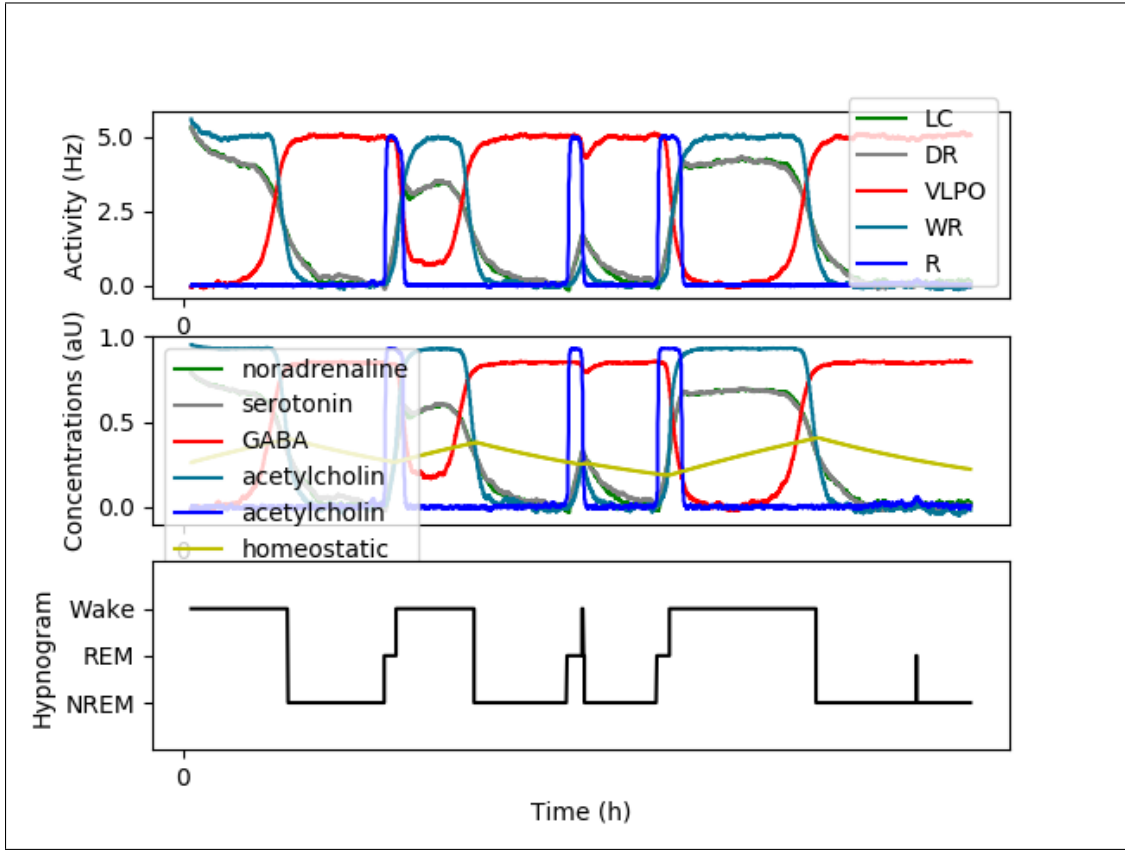 Activity (Hz)
5.0
2.5
0.0
LC
DR
VLPO
WR
R
0
Concentrations (aU)
1.0
0.5
0.0
noradrenaline
serotonin
GABA
acetylcholin
acetylcholin
homeostatic
0
Hypnogram
Wake
REM
NREM
0
Time (h)